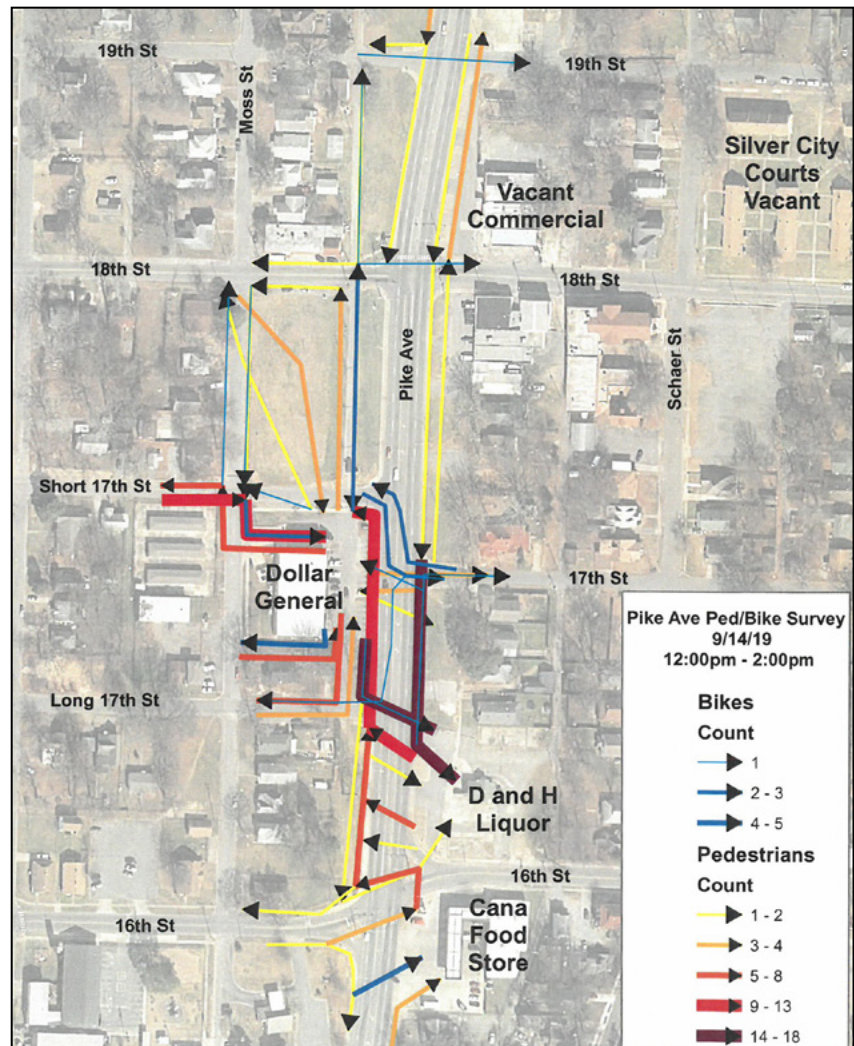 19th St
19th St
Moss St
Silver City
Courts
Vacant
Vacant
Commercial
18th St
18th St
Pike Ave
Schaer St
Short 17th St
Dollar
General
17th St
Long 17th St
D and H
Liquor
16th St
16th St
Cana
Food
Store
Pike Ave Ped/Bike Survey
9/14/19
12:00pm - 2:00pm
Bikes
Count
1
2 - 3
4 - 5
Pedestrians
Count
1 - 2
3 - 4
5 - 8
9 - 13
14 - 18